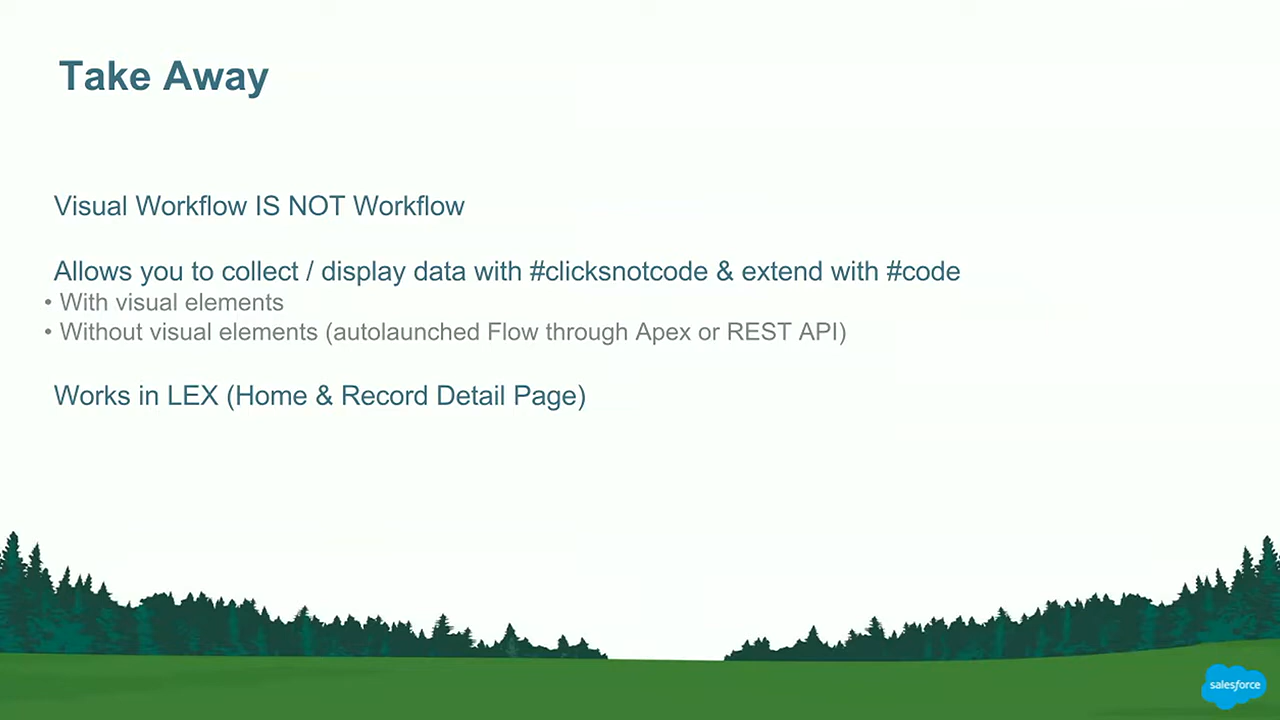 Take Away
Visual Workflow IS NOT Workflow
Allows you to collect / display data with #clicksnotcode & extend with #code
• With visual elements
• Without visual elements (autolaunched Flow through Apex or REST API)
Works in LEX (Home & Record Detail Page)
salesforce